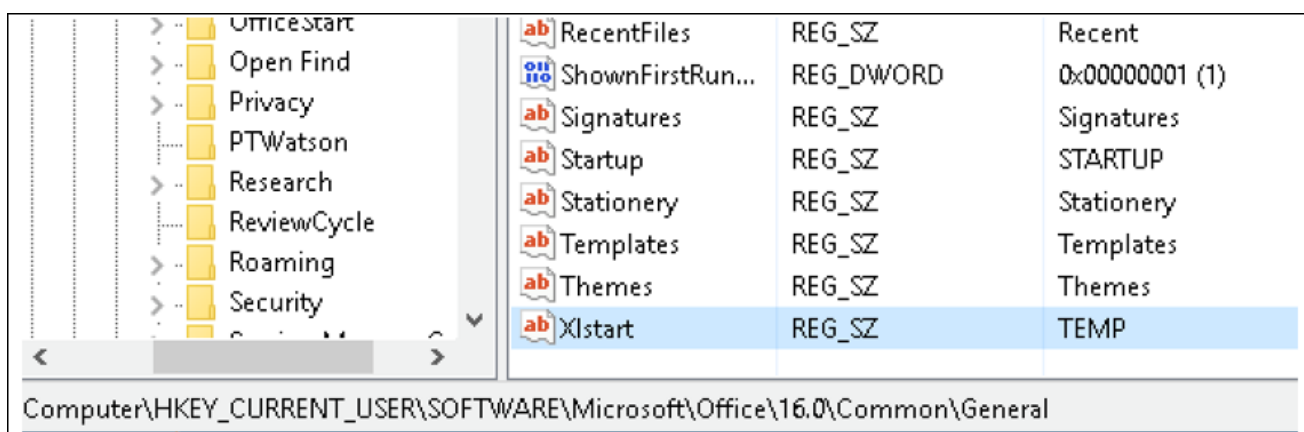 OfficeStart
Open Find
Privacy
PTWatson
Research
ReviewCycle
Roaming
Security
RecentFiles REG_SZ Recent
ShownFirstRun... REG_DWORD 0x00000001 (1)
Signatures REG_SZ Signatures
Startup REG_SZ STARTUP
Stationery REG_SZ Stationery
Templates REG_SZ Templates
Themes REG_SZ Themes
Xlstart REG_SZ TEMP
Computer\HKEY_CURRENT_USER\SOFTWARE\Microsoft\Office\16.0\Common\General